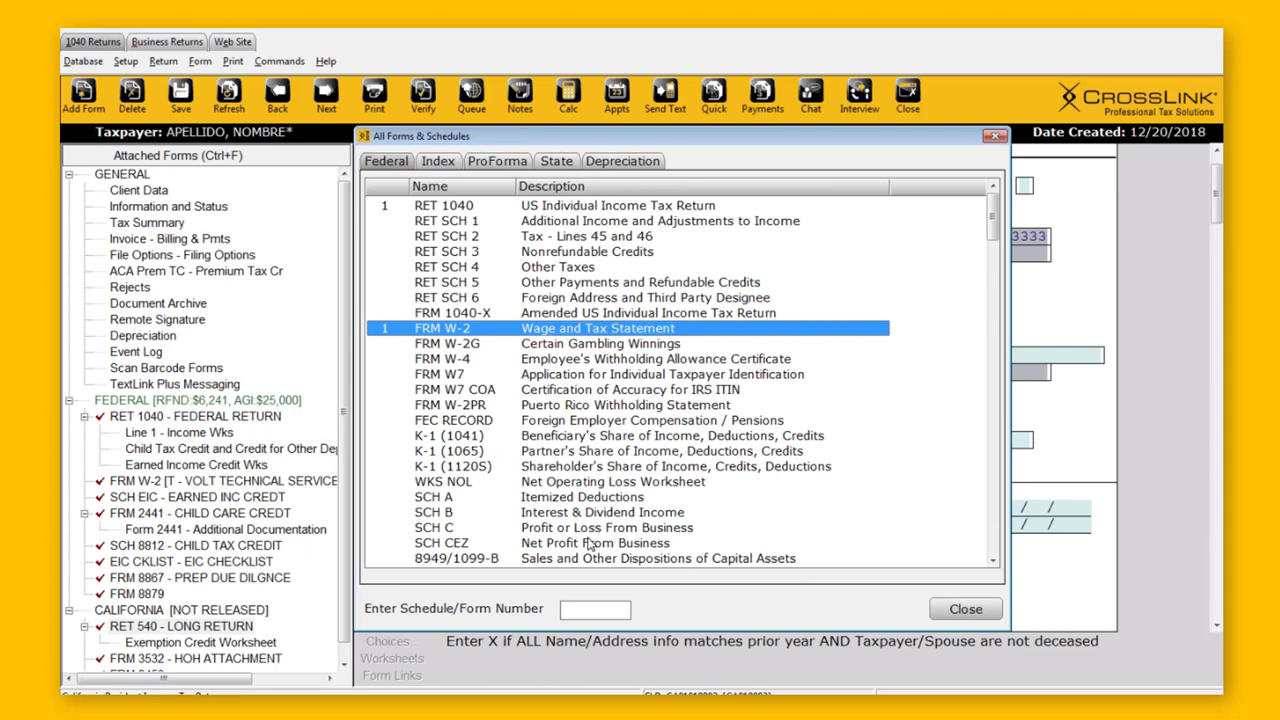 1040 Returns Business Returns Web Site
Database Setup Return Form Print Commands Help
Add Form Delete Save Refresh Back Next Print Verify Queue Notes Calc Appts Send Text Quick Payments Chat Interview Close
CROSSLINK
Professional Tax Solutions
Taxpayer: APELLIDO, NOMBRE*
Date Created: 12/20/2018
Attached Forms (Ctrl+F)
GENERAL
Client Data
Information and Status
Tax Summary
Invoice - Billing & Pmts
File Options - Filing Options
ACA Prem TC - Premium Tax Cr
Rejects
Document Archive
Remote Signature
Depreciation
Event Log
Scan Barcode Forms
TextLink Plus Messaging
FEDERAL [RFND:$6,241, AGI:$25,000]
RET 1040 - FEDERAL RETURN
Line 1 - Income Wks
Child Tax Credit and Credit for Other De
Earned Income Credit Wks
FRM W-2 [T - VOLT TECHNICAL SERVICE
SCH EIC - EARNED INC CREDT
FRM 2441 - CHILD CARE CREDT
Form 2441 - Additional Documentation
SCH 8812 - CHILD TAX CREDIT
EIC CKLIST - EIC CHECKLIST
FRM 8867 - PREP DUE DILGNCE
FRM 8879
CALIFORNIA [NOT RELEASED]
RET 540 - LONG RETURN
Exemption Credit Worksheet
FRM 3532 - HOH ATTACHMENT
All Forms & Schedules
Federal Index ProForma State Depreciation
Name Description
1 RET 1040 US Individual Income Tax Return
RET SCH 1 Additional Income and Adjustments to Income
RET SCH 2 Tax - Lines 45 and 46
RET SCH 3 Nonrefundable Credits
RET SCH 4 Other Taxes
RET SCH 5 Other Payments and Refundable Credits
RET SCH 6 Foreign Address and Third Party Designee
FRM 1040-X Amended US Individual Income Tax Return
1 FRM W-2 Wage and Tax Statement
FRM W-2G Certain Gambling Winnings
FRM W-4 Employee's Withholding Allowance Certificate
FRM W7 Application for Individual Taxpayer Identification
FRM W7 COA Certification of Accuracy for IRS ITIN
FRM W-2PR Puerto Rico Withholding Statement
FEC RECORD Foreign Employer Compensation / Pensions
K-1 (1041) Beneficiary's Share of Income, Deductions, Credits
K-1 (1065) Partner's Share of Income, Deductions, Credits
K-1 (1120S) Shareholder's Share of Income, Credits, Deductions
WKS NOL Net Operating Loss Worksheet
SCH A Itemized Deductions
SCH B Interest & Dividend Income
SCH C Profit or Loss From Business
SCH CEZ Net Profit From Business
8949/1099-B Sales and Other Dispositions of Capital Assets
Enter Schedule/Form Number
Close
3333
/ /
/ /
Choices
Enter X if ALL Name/Address info matches prior year AND Taxpayer/Spouse are not deceased
Worksheets
Form Links